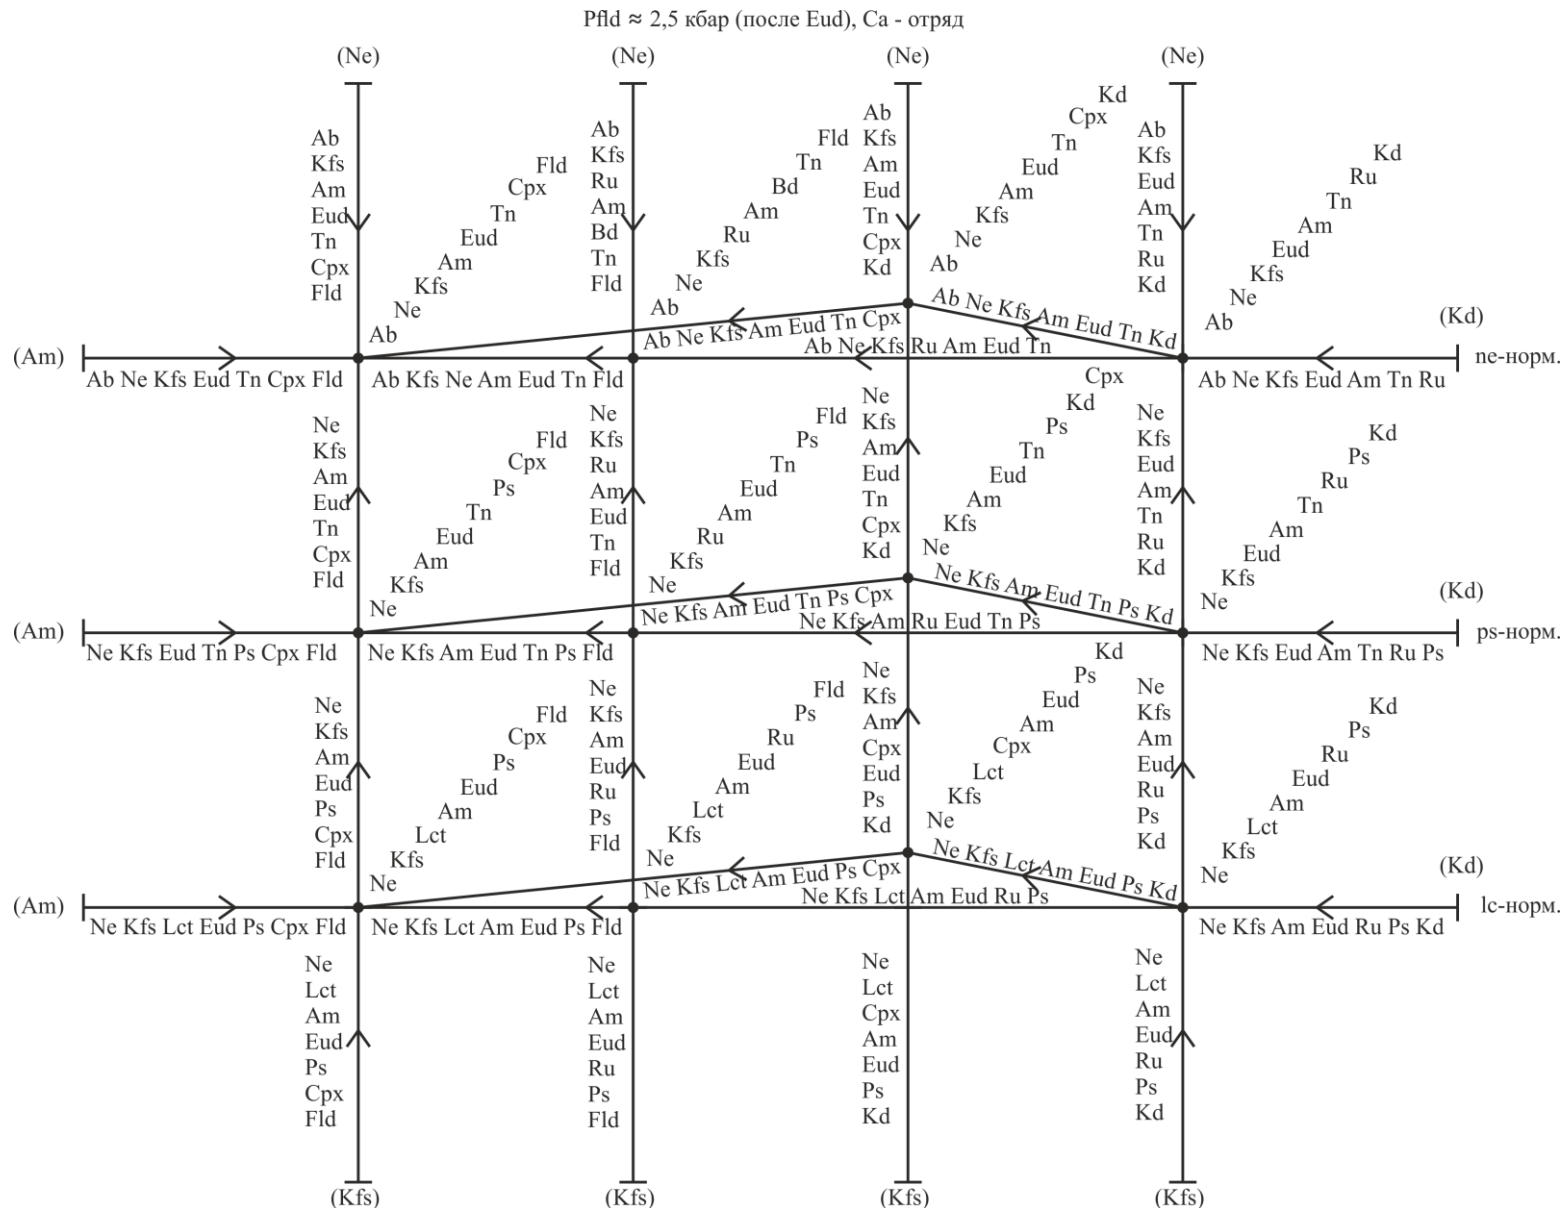 Pfld ≈ 2,5 кбар (после Eud), Ca - отряд
(Ne) (Ne) (Ne) (Ne)
Ab
Kfs
Am
Eud
Tn
Cpx
Fld
Ab Ne Kfs Am Eud Tn Cpx Fld
Ab
Kfs
Ru
Am
Bd
Tn
Fld
Ab Ne Kfs Ru Am Bd Tn Fld
Ab
Kfs
Am
Eud
Tn
Cpx
Kd
Ab Ne Kfs Am Eud Tn Cpx Kd
Ab
Kfs
Eud
Am
Tn
Ru
Kd
Ab Ne Kfs Eud Am Tn Ru Kd
Ab Ne Kfs Am Eud Tn Cpx
Ab Ne Kfs Am Eud Tn Kd
(Am)
Ab Ne Kfs Eud Tn Cpx Fld
Ab Kfs Ne Am Eud Tn Fld
Ab Ne Kfs Ru Am Eud Tn
Ab Ne Kfs Eud Am Tn Ru
(Kd)
ne-норм.
Ne
Kfs
Am
Eud
Tn
Cpx
Fld
Ne Kfs Am Eud Tn Ps Cpx Fld
Ne
Kfs
Ru
Am
Eud
Tn
Fld
Ne Kfs Ru Am Eud Tn Ps Fld
Ne
Kfs
Am
Eud
Tn
Cpx
Kd
Ne Kfs Am Eud Tn Ps Kd Cpx
Ne
Kfs
Eud
Am
Tn
Ru
Kd
Ne Kfs Eud Am Tn Ru Ps Kd
Ne Kfs Am Eud Tn Ps Cpx
Ne Kfs Am Eud Tn Ps Kd
(Am)
Ne Kfs Eud Tn Ps Cpx Fld
Ne Kfs Am Eud Tn Ps Fld
Ne Kfs Am Ru Eud Tn Ps
Ne Kfs Eud Am Tn Ru Ps
(Kd)
ps-норм.
Ne
Kfs
Am
Eud
Ps
Cpx
Fld
Ne Kfs Lct Am Eud Ps Cpx Fld
Ne
Kfs
Am
Eud
Ru
Ps
Fld
Ne Kfs Lct Am Eud Ru Ps Fld
Ne
Kfs
Am
Cpx
Eud
Ps
Kd
Ne Kfs Lct Cpx Am Eud Ps Kd
Ne
Kfs
Am
Eud
Ru
Ps
Kd
Ne Kfs Lct Am Eud Ru Ps Kd
Ne Kfs Lct Am Eud Ps Cpx
Ne Kfs Lct Am Eud Ps Kd
(Am)
Ne Kfs Lct Eud Ps Cpx Fld
Ne Kfs Lct Am Eud Ps Fld
Ne Kfs Lct Am Eud Ru Ps
Ne Kfs Am Eud Ru Ps Kd
(Kd)
lc-норм.
Ne
Lct
Am
Eud
Ps
Cpx
Fld
Ne
Lct
Am
Eud
Ru
Ps
Fld
Ne
Lct
Cpx
Am
Eud
Ps
Kd
Ne
Lct
Am
Eud
Ru
Ps
Kd
(Kfs) (Kfs) (Kfs) (Kfs)